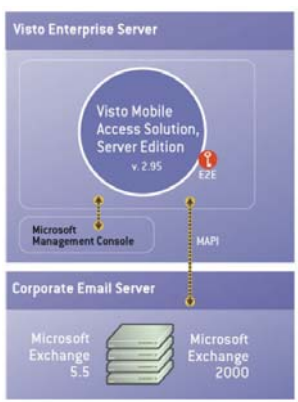 Visto Enterprise Server
Visto Mobile
Access Solution,
Server Edition
v. 2.95
E2E
Microsoft
Management Console
MAPI
Corporate Email Server
Microsoft
Exchange
5.5
Microsoft
Exchange
2000